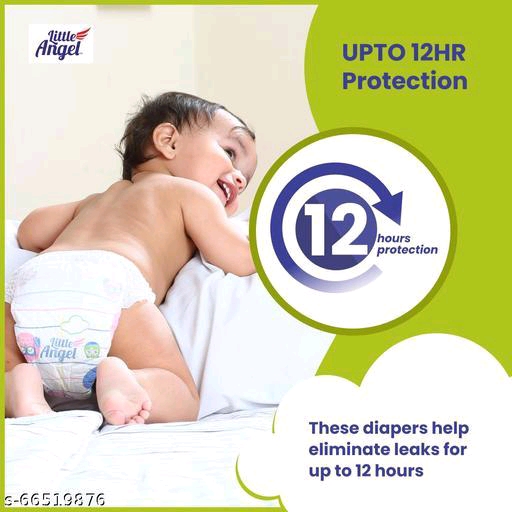 Little
Angel
UPTO 12HR
Protection
12
hours
protection
Little
Angel
These diapers help
eliminate leaks for
up to 12 hours
s-66519876